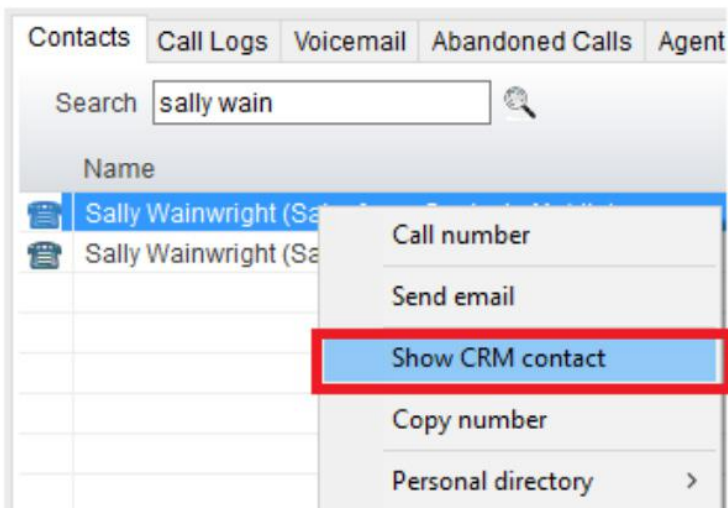 Contacts Call Logs Voicemail Abandoned Calls Agent
Search sally wain
Name
Sally Wainwright (Sa
Call number
Sally Wainwright (Sa
Send email
Show CRM contact
Copy number
Personal directory >